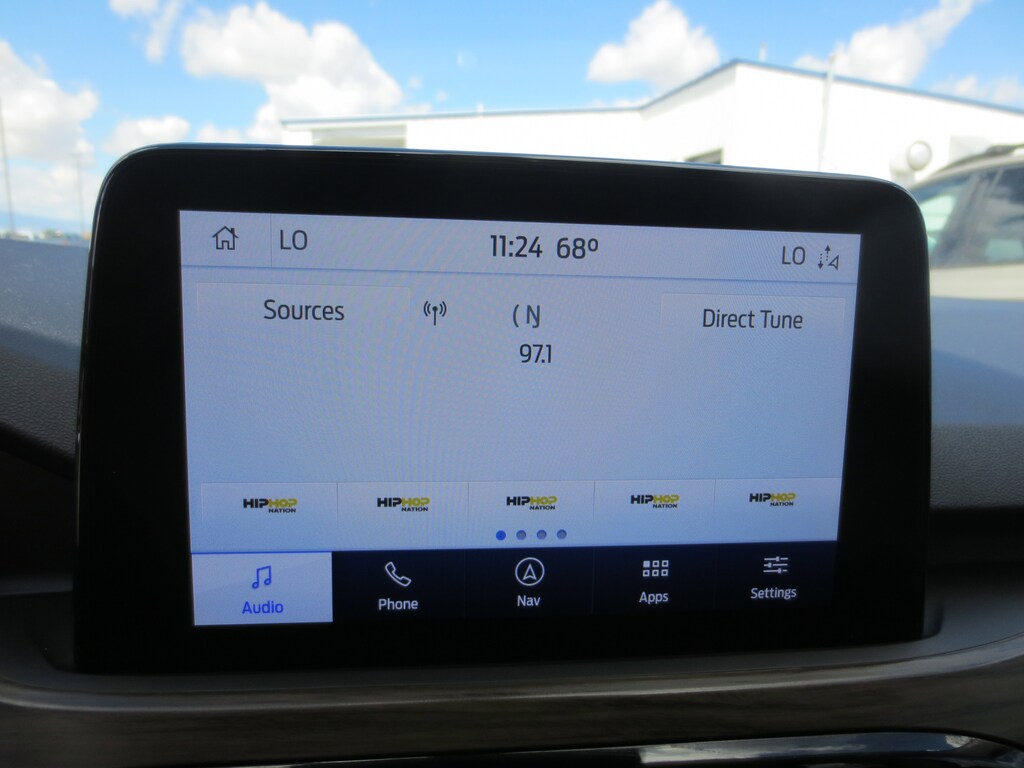 LO
11:24 68°
LO
Sources
( N
Direct Tune
97.1
HIPHOP
NATION
HIPHOP
NATION
HIPHOP
NATION
HIPHOP
NATION
HIPHOP
NATION
Audio
Phone
Nav
Apps
Settings